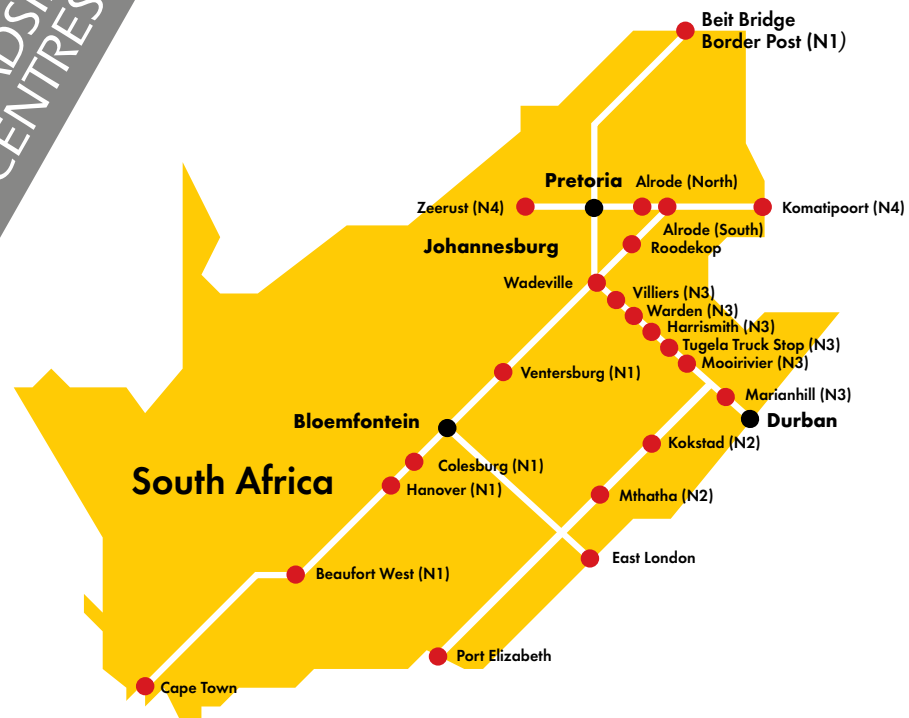 CENTRES
Beit Bridge
Border Post (N1)
Pretoria
Alrode (North)
Zeerust (N4)
Komatipoort (N4)
Alrode (South)
Roodekop
Johannesburg
Wadeville
Villiers (N3)
Warden (N3)
Harrismith (N3)
Tugela Truck Stop (N3)
Mooirivier (N3)
Ventersburg (N1)
Marianhill (N3)
Bloemfontein
Durban
Kokstad (N2)
Colesburg (N1)
South Africa
Hanover (N1)
Mthatha (N2)
East London
Beaufort West (N1)
Port Elizabeth
Cape Town